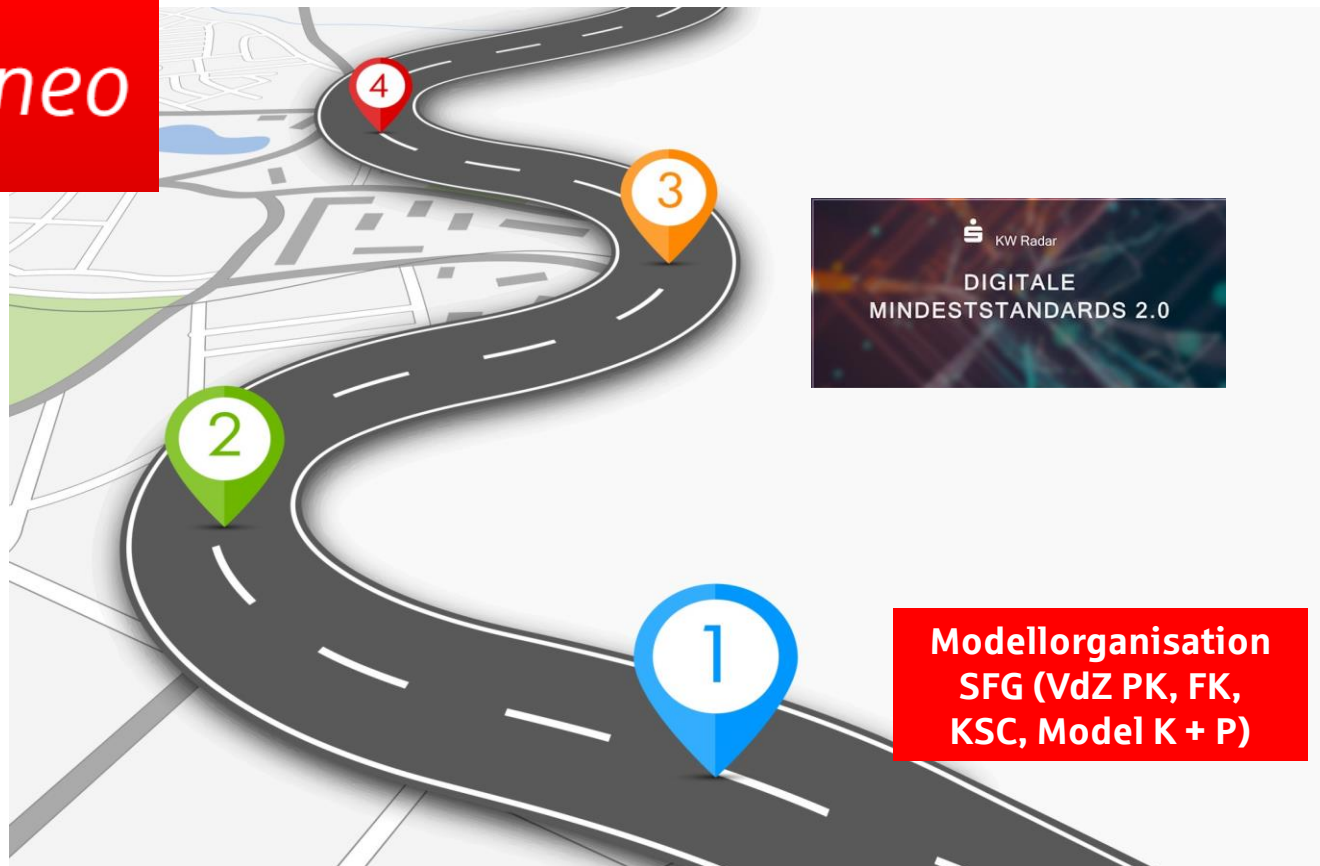 neo
4
3
KW Radar
DIGITALE
MINDESTSTANDARDS 2.0
2
1
Modellorganisation
SFG (VdZ PK, FK,
KSC, Model K + P)